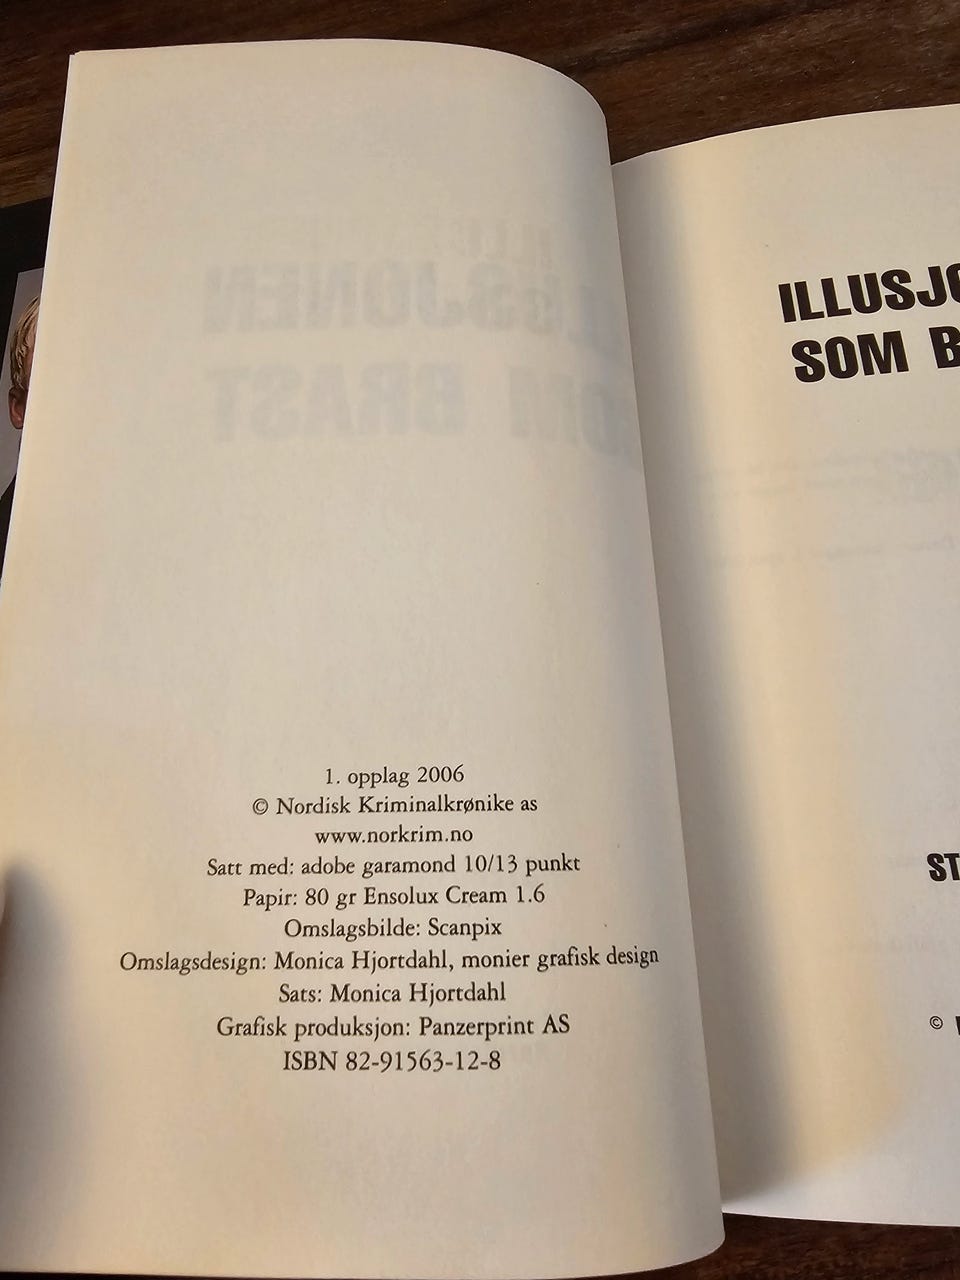 1. opplag 2006
© Nordisk Kriminalkrønike as
www.norkrim.no
Satt med: adobe garamond 10/13 punkt
Papir: 80 gr Ensolux Cream 1.6
Omslagsbilde: Scanpix
Omslagsdesign: Monica Hjortdahl, monier grafisk design
Sats: Monica Hjortdahl
Grafisk produksjon: Panzerprint AS
ISBN 82-91563-12-8
ILLUSJO
SOM B
ST
©